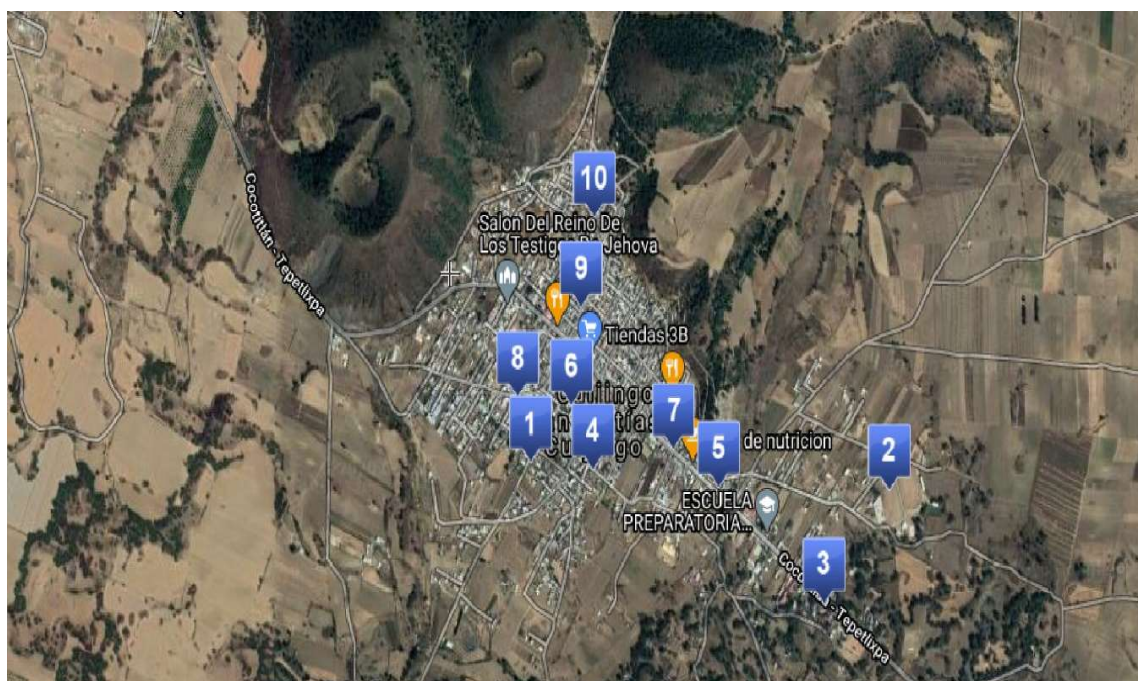 Cocotitlán - Tepetlixpa
10
Salon Del Reino De
Los Testigos De Jehova
9
Tiendas 3B
8
6
7
1
4
5
de nutricion
2
ESCUELA
PREPARATORIA...
3
Tepetlixpa